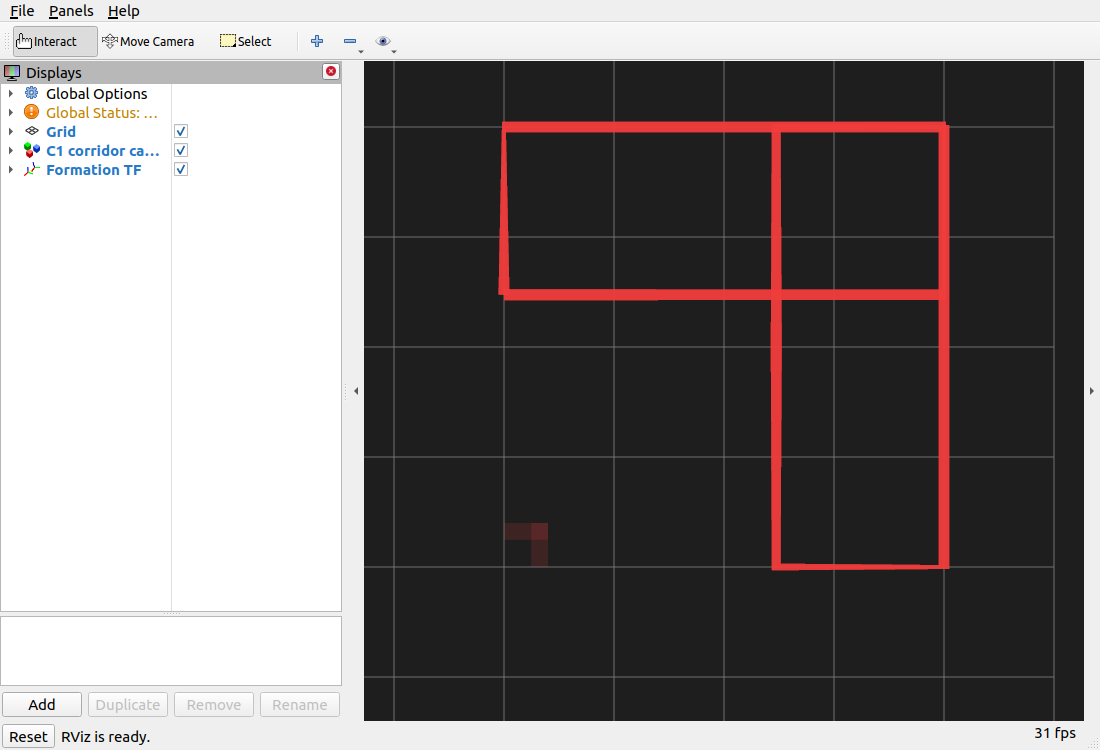 File Panels Help
Interact Move Camera Select
Displays
Global Options
Global Status: ...
Grid
C1 corridor ca...
Formation TF
Add Duplicate Remove Rename
Reset RViz is ready. 31 fps